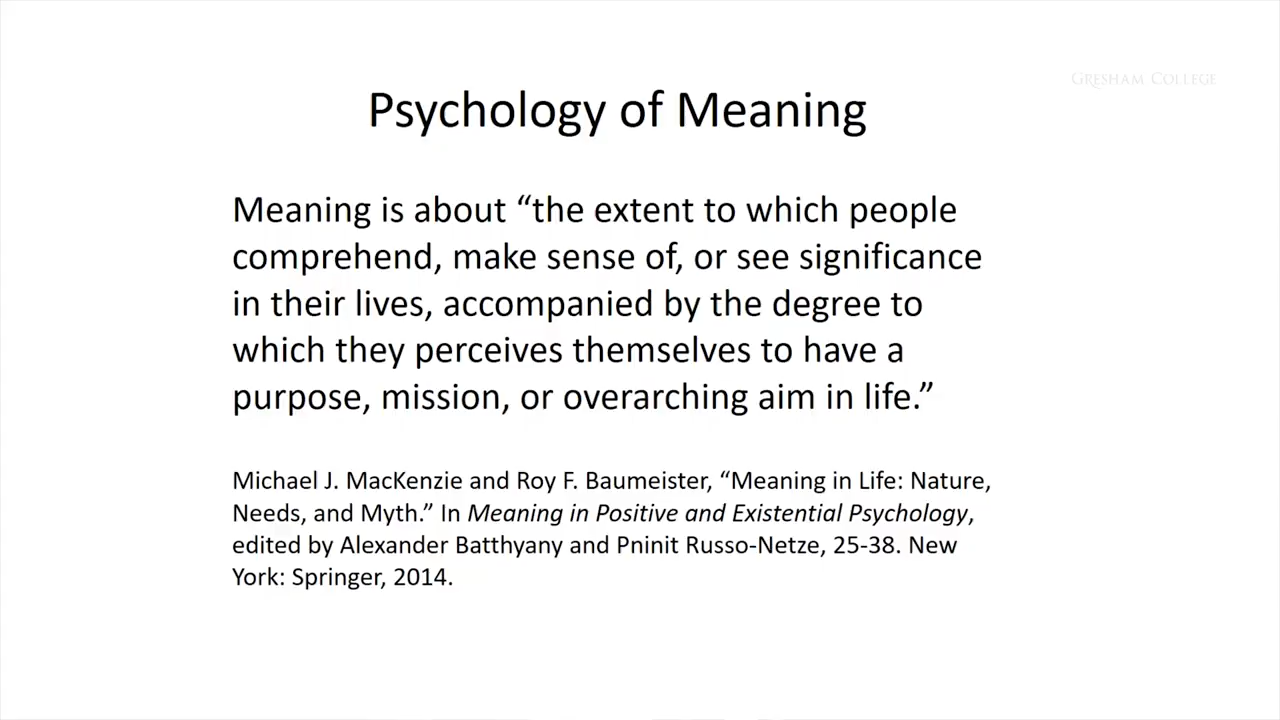 GRESHAM COLLEGE
Psychology of Meaning
Meaning is about “the extent to which people
comprehend, make sense of, or see significance
in their lives, accompanied by the degree to
which they perceives themselves to have a
purpose, mission, or overarching aim in life.”
Michael J. MacKenzie and Roy F. Baumeister, “Meaning in Life: Nature,
Needs, and Myth.” In Meaning in Positive and Existential Psychology,
edited by Alexander Batthyany and Pninit Russo-Netze, 25-38. New
York: Springer, 2014.